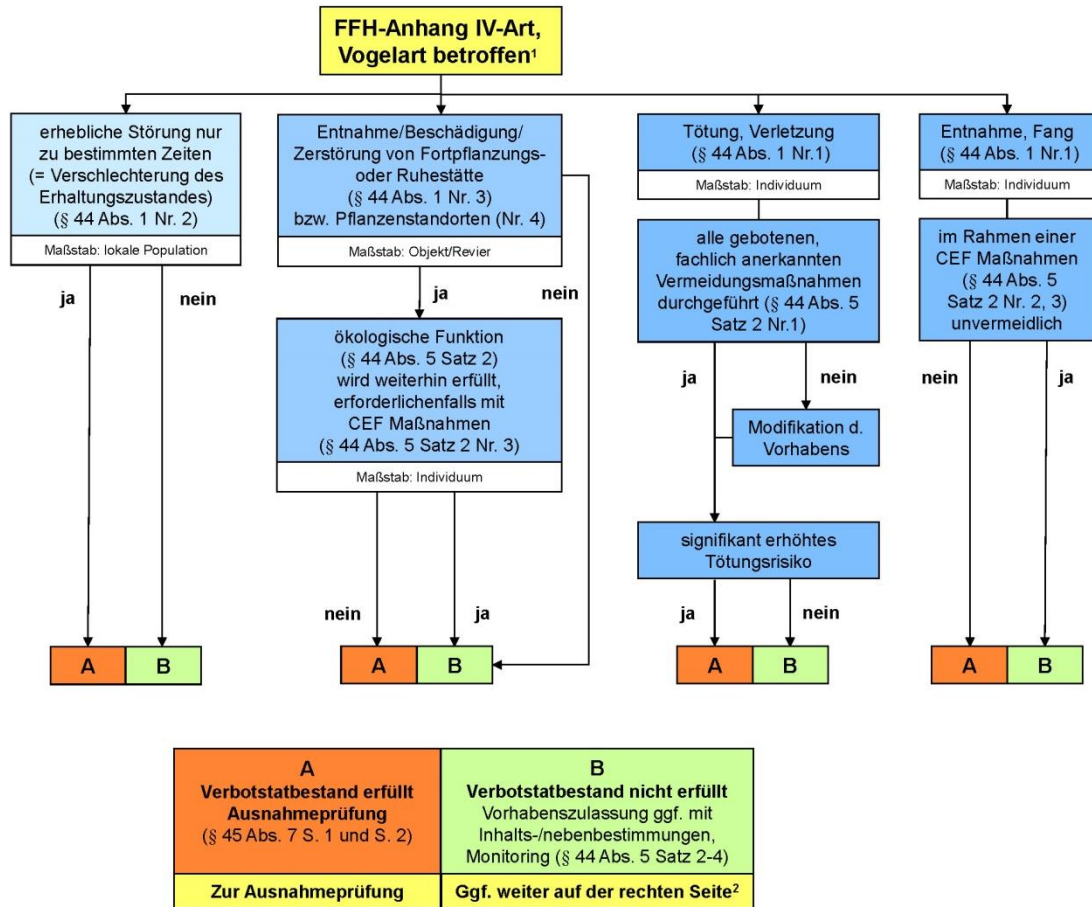 FFH-Anhang IV-Art,
Vogelart betroffen¹
erhebliche Störung nur
zu bestimmten Zeiten
(= Verschlechterung des
Erhaltungszustandes)
(§ 44 Abs. 1 Nr. 2)
Maßstab: lokale Population
ja
nein
Entnahme/Beschädigung/
Zerstörung von Fortpflanzungs-
oder Ruhestätte
(§ 44 Abs. 1 Nr. 3)
bzw. Pflanzenstandorten (Nr. 4)
Maßstab: Objekt/Revier
ja
nein
ökologische Funktion
(§ 44 Abs. 5 Satz 2)
wird weiterhin erfüllt,
erforderlichenfalls mit
CEF Maßnahmen
(§ 44 Abs. 5 Satz 2 Nr. 3)
Maßstab: Individuum
nein
ja
Tötung, Verletzung
(§ 44 Abs. 1 Nr.1)
Maßstab: Individuum
alle gebotenen,
fachlich anerkannten
Vermeidungsmaßnahmen
durchgeführt (§ 44 Abs. 5
Satz 2 Nr.1)
ja
nein
Modifikation d.
Vorhabens
signifikant erhöhtes
Tötungsrisiko
ja
nein
Entnahme, Fang
(§ 44 Abs. 1 Nr.1)
Maßstab: Individuum
im Rahmen einer
CEF Maßnahmen
(§ 44 Abs. 5
Satz 2 Nr. 2, 3)
unvermeidlich
nein
ja
A
B
A
B
A
B
A
B
A
Verbotstatbestand erfüllt
Ausnahmeprüfung
(§ 45 Abs. 7 S. 1 und S. 2)
Zur Ausnahmeprüfung
B
Verbotstatbestand nicht erfüllt
Vorhabenszulassung ggf. mit
Inhalts-/nebenbestimmungen,
Monitoring (§ 44 Abs. 5 Satz 2-4)
Ggf. weiter auf der rechten Seite²